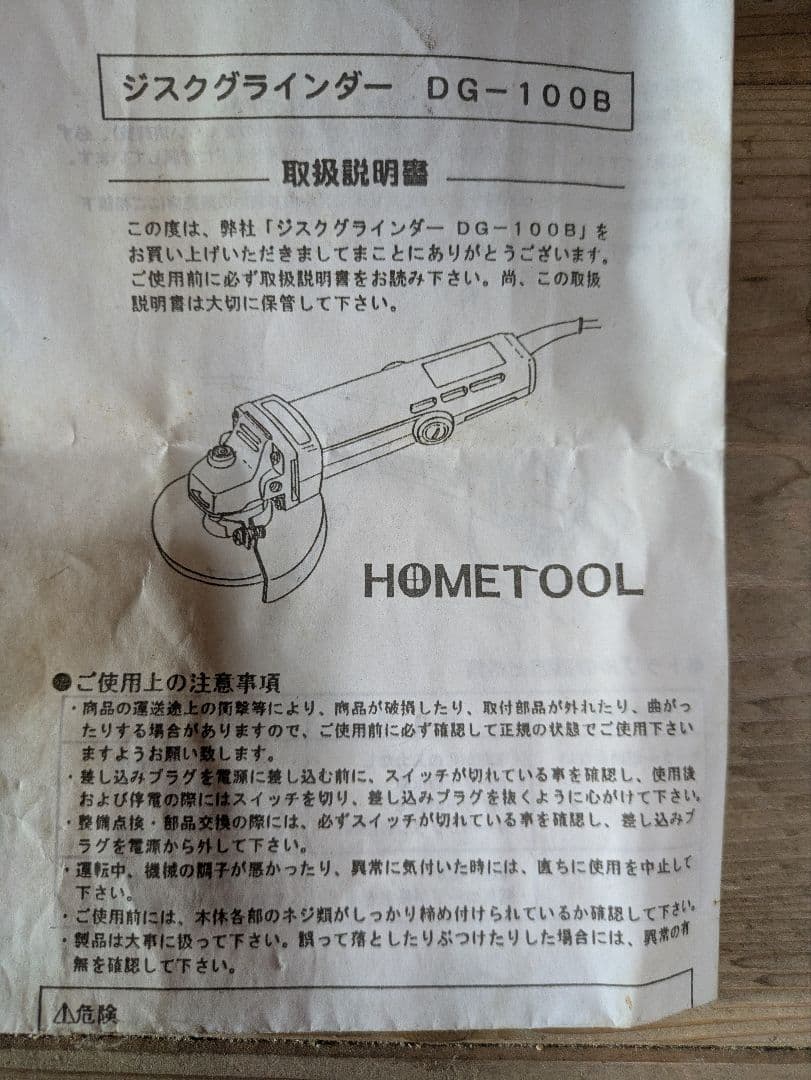 ジスクグラインダー DG-100B
取扱説明書
この度は、弊社「ジスクグラインダー DG-100B」を
お買い上げいただきましてまことにありがとうございます。
ご使用前に必ず取扱説明書をお読み下さい。尚、この取扱
説明書は大切に保管して下さい。
HOMETOOL
●ご使用上の注意事項
・商品の運送途上の衝撃等により、商品が破損したり、取付部品が外れたり、曲がっ
たりする場合がありますので、ご使用前に必ず確認して正規の状態でご使用下さい
ますようお願い致します。
・差し込みプラグを電源に差し込む前に、スイッチが切れている事を確認し、使用後
および停電の際にはスイッチを切り、差し込みプラグを抜くように心がけて下さい。
・整備点検・部品交換の際には、必ずスイッチが切れている事を確認し、差し込みプ
ラグを電源から外して下さい。
・運転中、機械の調子が悪かったり、異常に気付いた時には、直ちに使用を中止して
下さい。
・ご使用前には、本体各部のネジ類がしっかり締め付けられているか確認して下さい。
・製品は大事に扱って下さい。誤って落としたりぶつけたりした場合には、異常の有
無を確認して下さい。
⚠危険